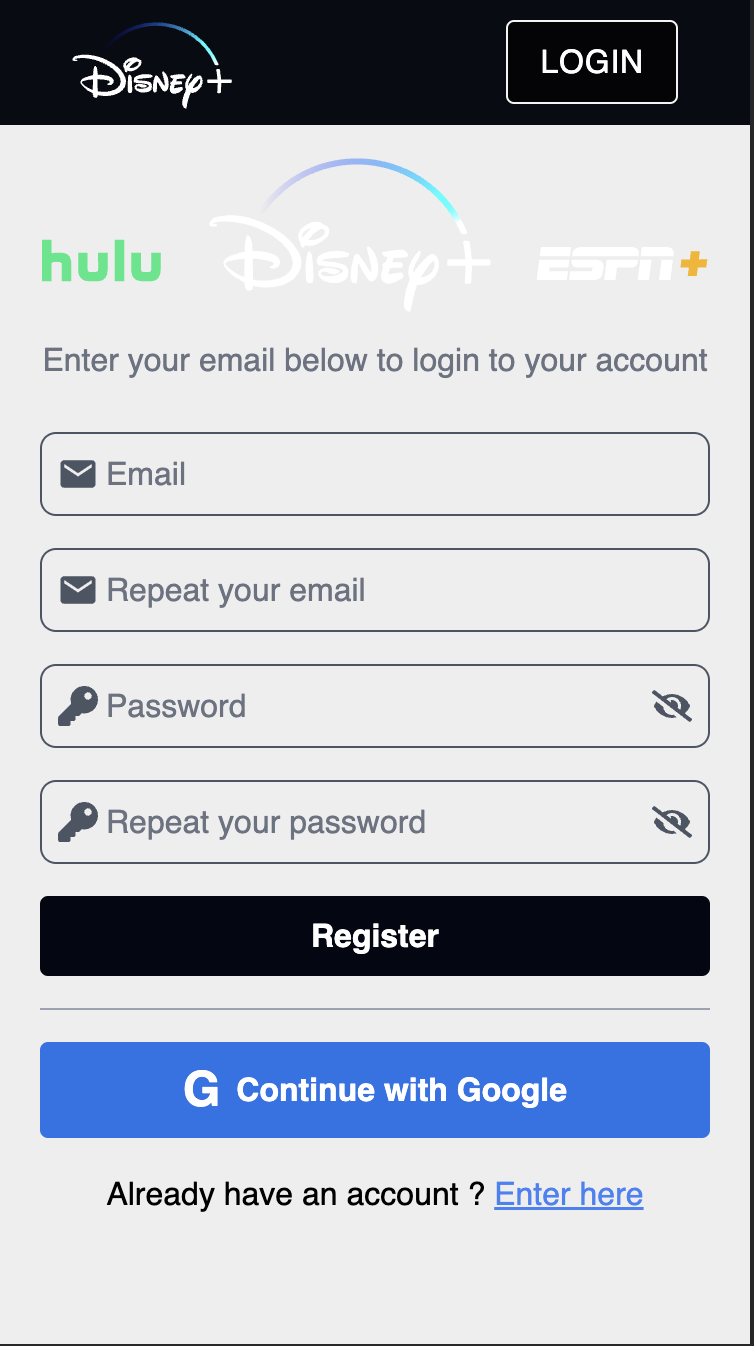 Disney+
LOGIN
hulu
Disney+
ESPN+
Enter your email below to login to your account
Email
Repeat your email
Password
Repeat your password
Register
G Continue with Google
Already have an account ? Enter here